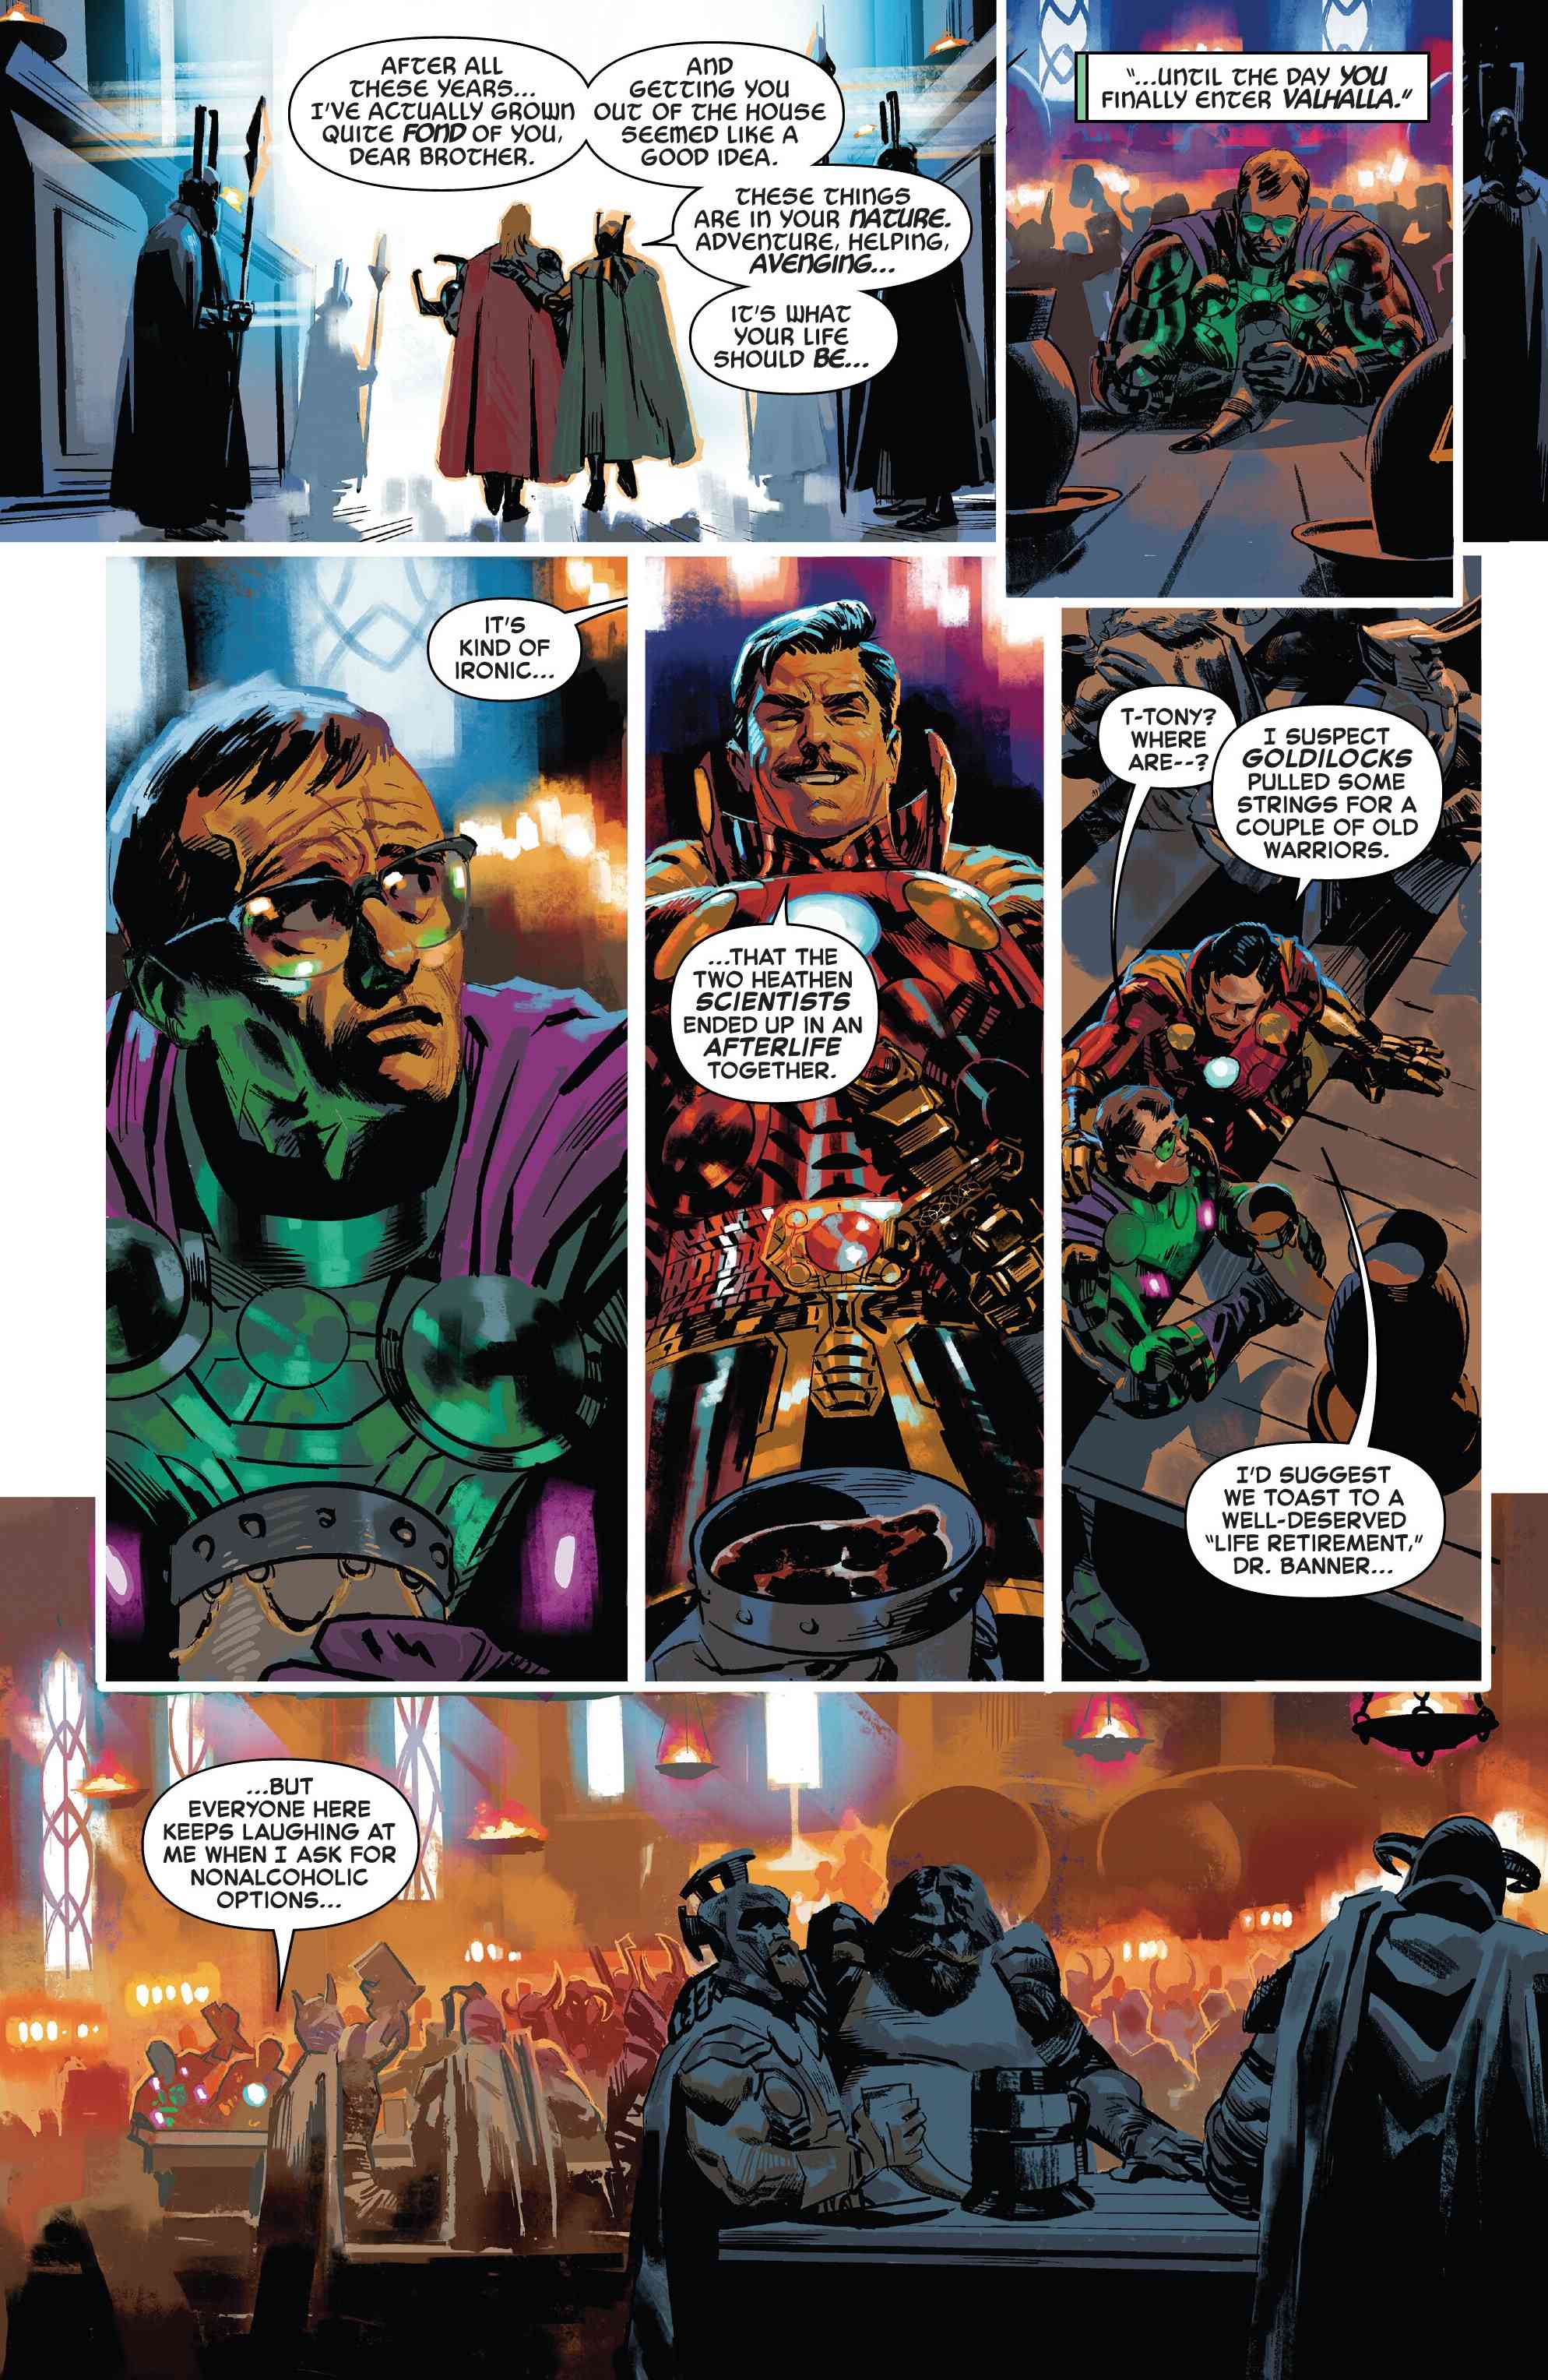 AFTER ALL
THESE YEARS...
I'VE ACTUALLY GROWN
QUITE FOND OF YOU,
DEAR BROTHER.
AND
GETTING YOU
OUT OF THE HOUSE
SEEMED LIKE A
GOOD IDEA.
THESE THINGS
ARE IN YOUR NATURE.
ADVENTURE, HELPING,
AVENGING...
IT'S WHAT
YOUR LIFE
SHOULD BE...
"...UNTIL THE DAY YOU
FINALLY ENTER VALHALLA."
IT'S
KIND OF
IRONIC...
...THAT THE
TWO HEATHEN
SCIENTISTS
ENDED UP IN AN
AFTERLIFE
TOGETHER.
T-TONY?
WHERE
ARE--?
I SUSPECT
GOLDILOCKS
PULLED SOME
STRINGS FOR A
COUPLE OF OLD
WARRIORS.
I'D SUGGEST
WE TOAST TO A
WELL-DESERVED
"LIFE RETIREMENT,"
DR. BANNER...
...BUT
EVERYONE HERE
KEEPS LAUGHING AT
ME WHEN I ASK FOR
NONALCOHOLIC
OPTIONS...